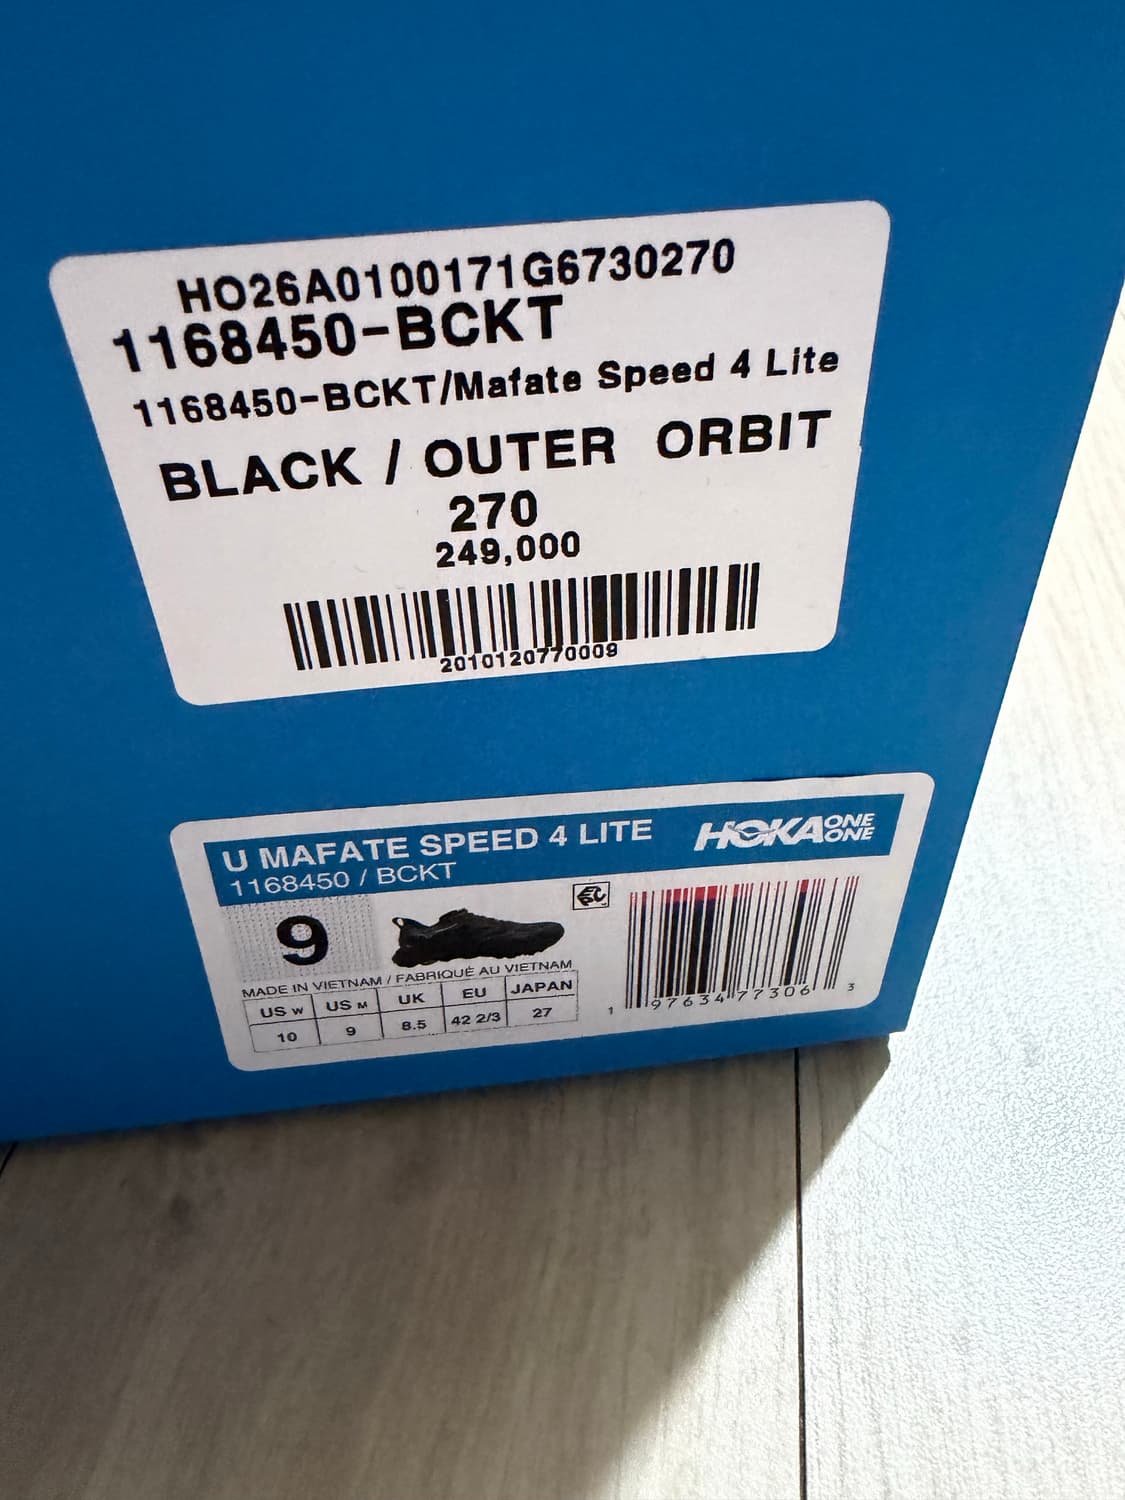 HO26A0100171G6730270
1168450-BCKT
1168450-BCKT/Mafate Speed 4 Lite
BLACK / OUTER ORBIT
270
249,000
2010120770009
U MAFATE SPEED 4 LITE
HOKA ONE ONE
1168450 / BCKT
9
MADE IN VIETNAM / FABRIQUÉ AU VIETNAM
US W US M UK EU JAPAN
10 9 8.5 42 2/3 27
1 97634 77306 3